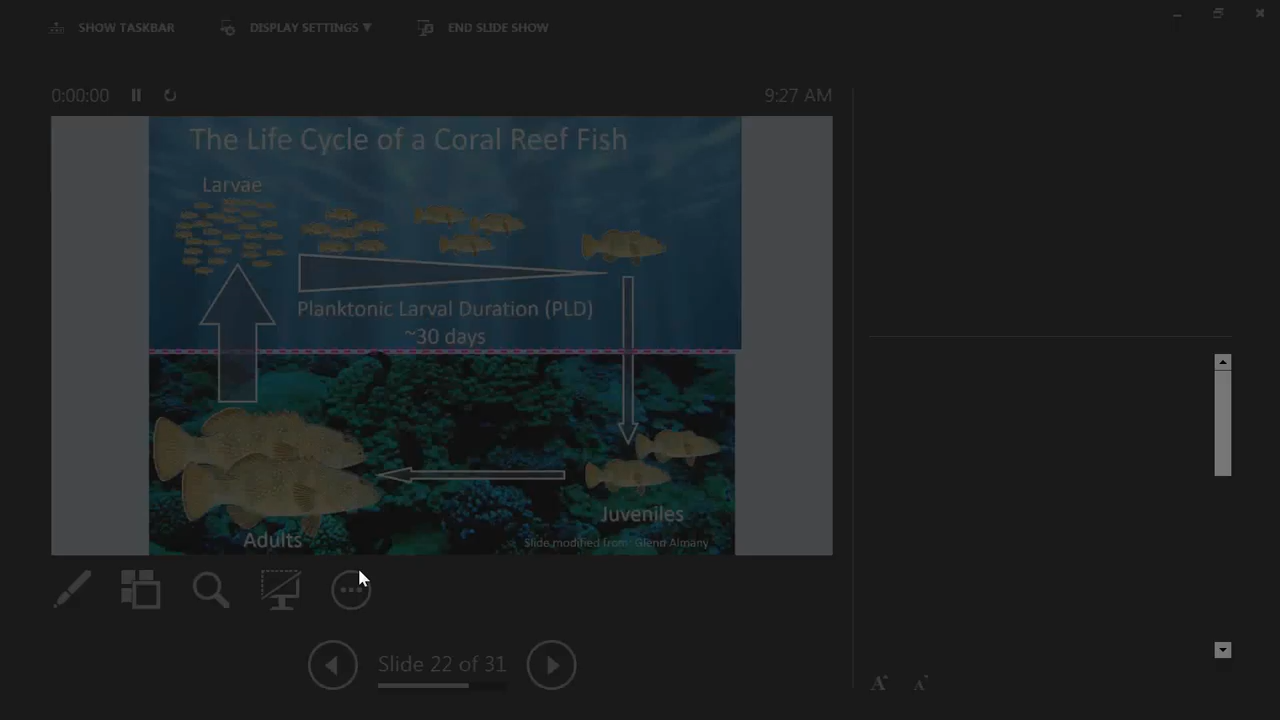 SHOW TASKBAR DISPLAY SETTINGS ▼ END SLIDE SHOW
0:00:00 9:27 AM
The Life Cycle of a Coral Reef Fish
Larvae
Planktonic Larval Duration (PLD)
~30 days
Juveniles
Adults
Slide modified from: Glenn Almany
Slide 22 of 31
A A